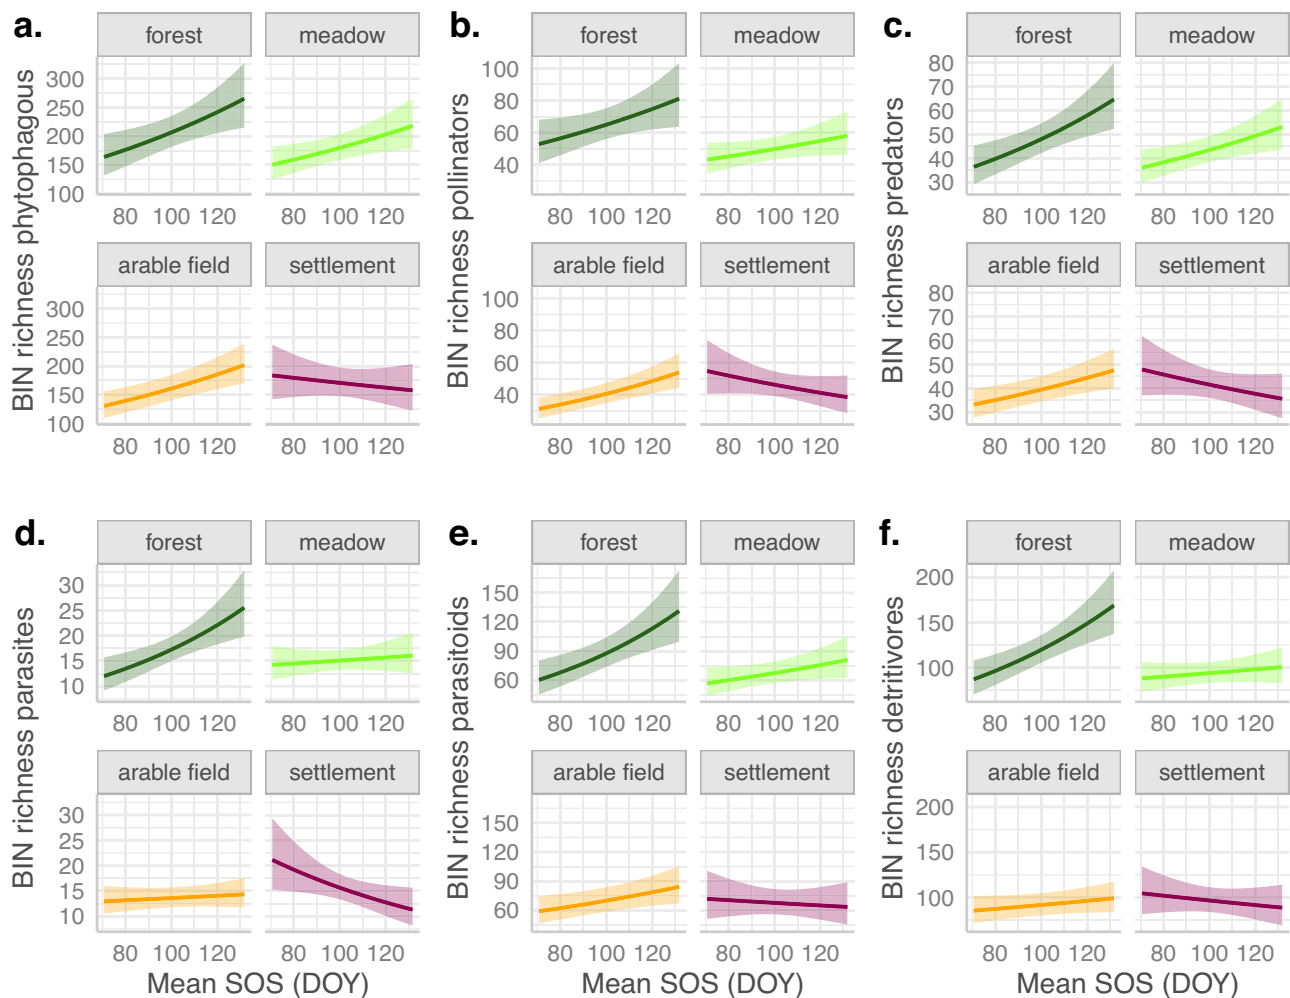 a.
forest meadow
BIN richness phytophagous
300
250
200
150
100
80 100 120 80 100 120
arable field settlement
300
250
200
150
100
80 100 120 80 100 120
b.
forest meadow
BIN richness pollinators
100
80
60
40
80 100 120 80 100 120
arable field settlement
100
80
60
40
80 100 120 80 100 120
c.
forest meadow
BIN richness predators
80
70
60
50
40
30
80 100 120 80 100 120
arable field settlement
80
70
60
50
40
30
80 100 120 80 100 120
d.
forest meadow
BIN richness parasites
30
25
20
15
10
80 100 120 80 100 120
arable field settlement
30
25
20
15
10
80 100 120 80 100 120
Mean SOS (DOY)
e.
forest meadow
BIN richness parasitoids
150
120
90
60
80 100 120 80 100 120
arable field settlement
150
120
90
60
80 100 120 80 100 120
Mean SOS (DOY)
f.
forest meadow
BIN richness detritivores
200
150
100
80 100 120 80 100 120
arable field settlement
200
150
100
80 100 120 80 100 120
Mean SOS (DOY)